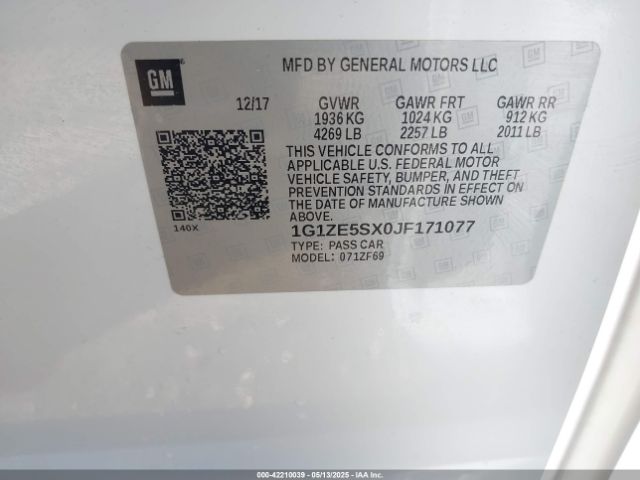 GM
MFD BY GENERAL MOTORS LLC
12/17 GVWR GAWR FRT GAWR RR
1936 KG 1024 KG 912 KG
4269 LB 2257 LB 2011 LB
THIS VEHICLE CONFORMS TO ALL
APPLICABLE U.S. FEDERAL MOTOR
VEHICLE SAFETY, BUMPER, AND THEFT
PREVENTION STANDARDS IN EFFECT ON
THE DATE OF MANUFACTURE SHOWN
ABOVE.
140X
1G1ZE5SX0JF171077
TYPE: PASS CAR
MODEL: 071ZF69
000-42210039 - 05/13/2025 - IAAI.COM